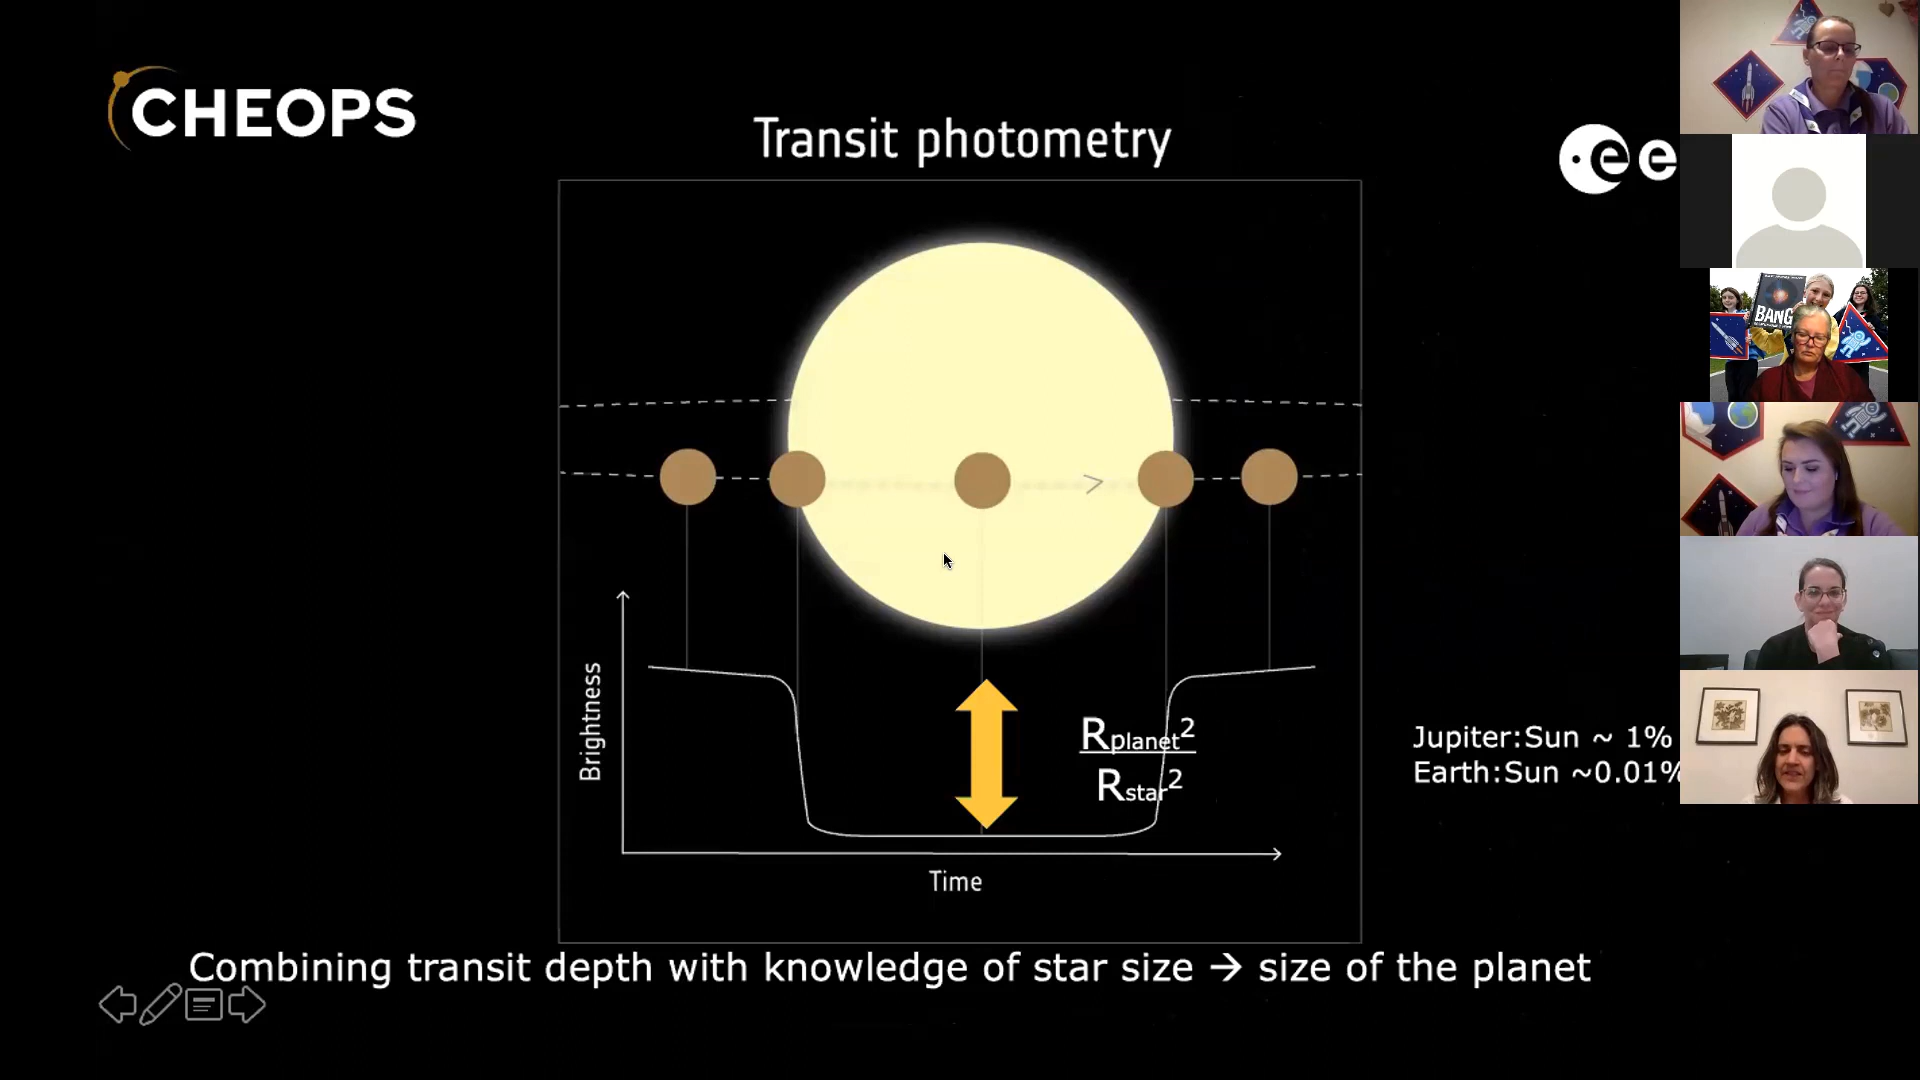 CHEOPS
Transit photometry
e
Brightness
Rplanet2
Rstar2
Jupiter:Sun ~ 1%
Earth:Sun ~0.01%
Time
Combining transit depth with knowledge of star size → size of the planet
BANG